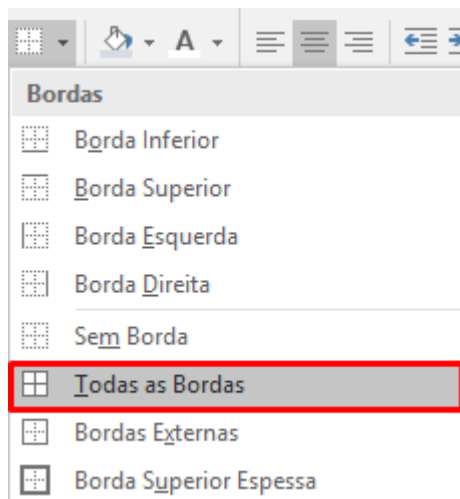 A
Bordas
Borda Inferior
Borda Superior
Borda Esquerda
Borda Direita
Sem Borda
Todas as Bordas
Bordas Externas
Borda Superior Espessa